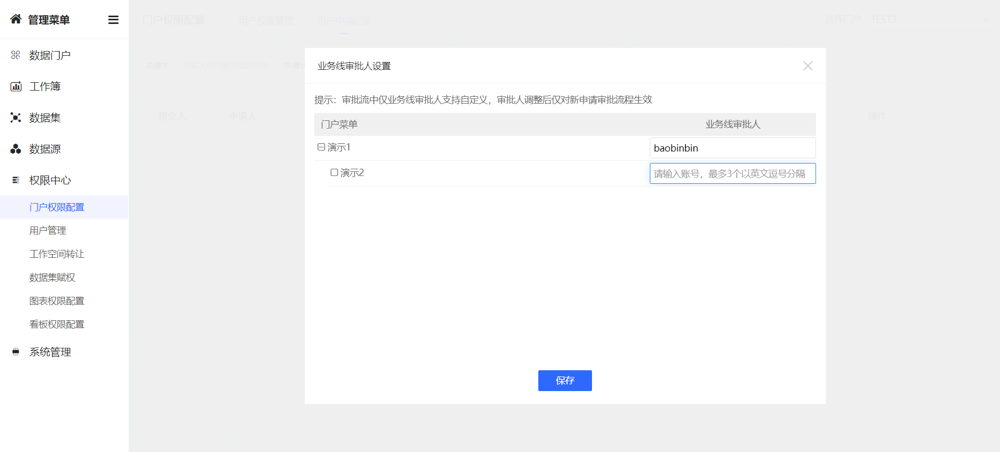 管理菜单
数据门户
工作簿
数据集
数据源
权限中心
门户权限配置
用户管理
工作空间转让
数据集赋权
图表权限配置
看板权限配置
系统管理
门户权限配置 用户权限管理 用户申请记录 选择门户 TEST3
关键字: 申请状
提交人 申请人 操作
业务线审批人设置
提示：审批流中仅业务线审批人支持自定义，审批人调整后仅对新申请审批流程生效
门户菜单 业务线审批人
演示1 baobinbin
演示2 请输入账号，最多3个以英文逗号分隔
保存